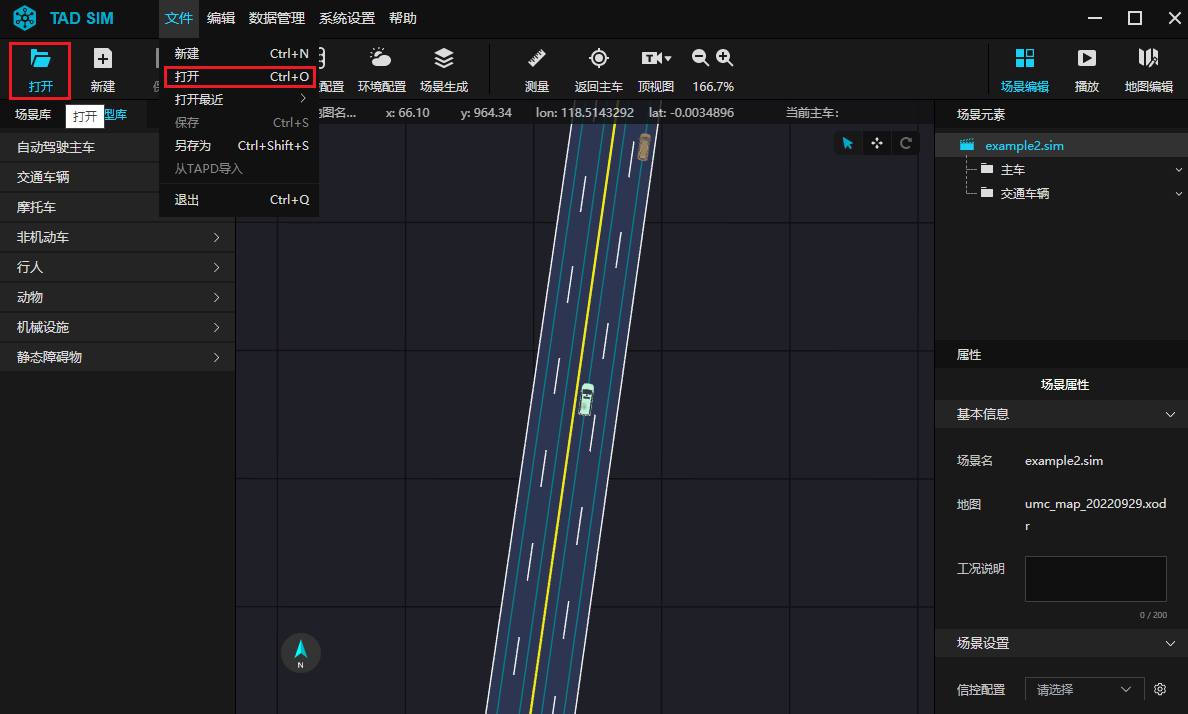 TAD SIM
文件 编辑 数据管理 系统设置 帮助
打开
新建
配置
环境配置
场景生成
测量
返回主车
顶视图
166.7%
场景编辑
播放
地图编辑
新建 Ctrl+N
打开 Ctrl+O
打开最近
保存 Ctrl+S
另存为 Ctrl+Shift+S
从TAPD导入
退出 Ctrl+Q
场景库
打开
型库
自动驾驶主车
交通车辆
摩托车
非机动车
行人
动物
机械设施
静态障碍物
图名... x: 66.10 y: 964.34 lon: 118.5143292 lat: -0.0034896 当前主车:
N
场景元素
example2.sim
主车
交通车辆
属性
场景属性
基本信息
场景名 example2.sim
地图 umc_map_20220929.xod
r
工况说明
0 / 200
场景设置
信控配置 请选择